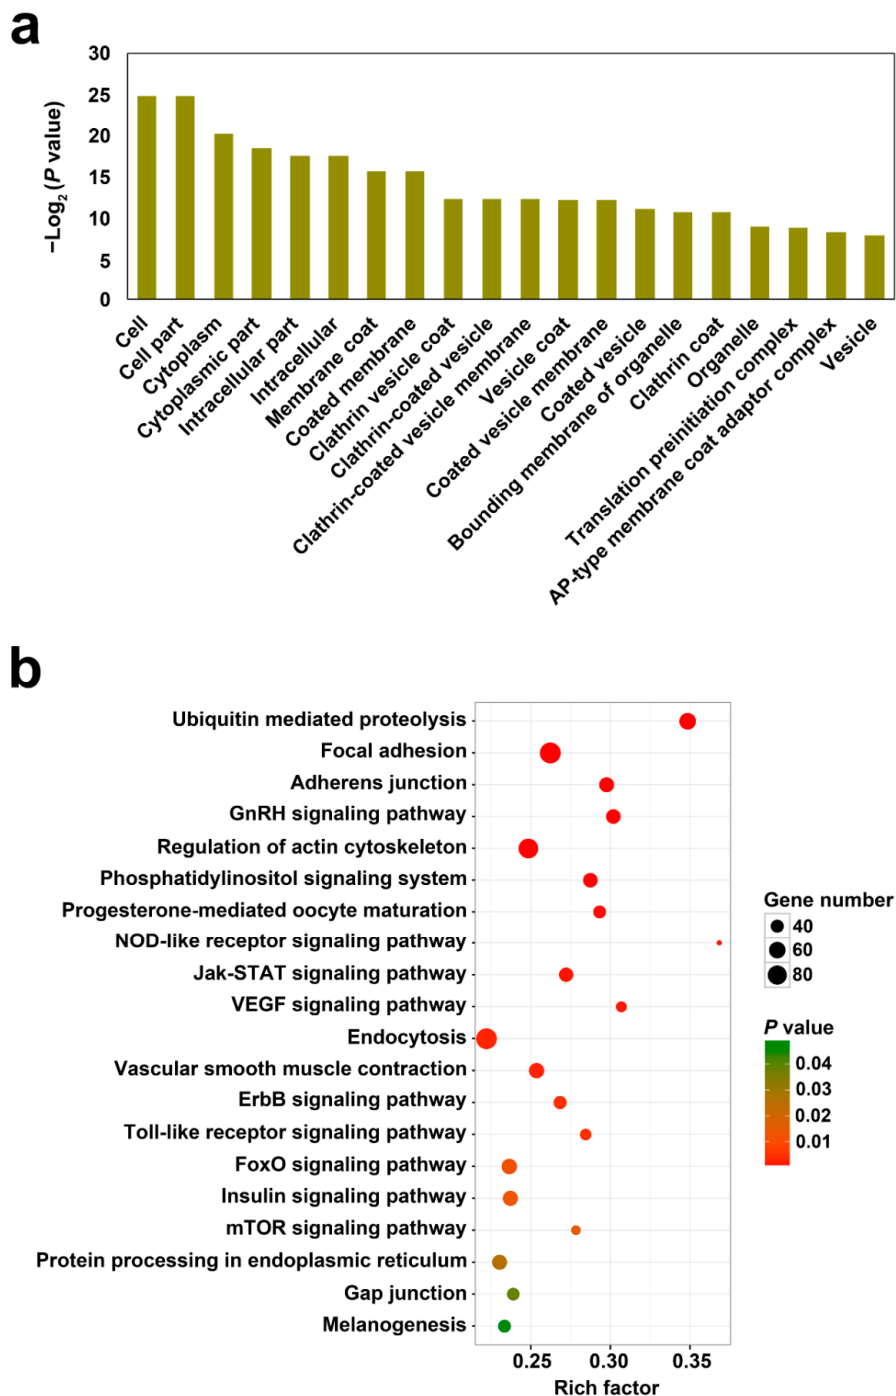 a
−Log2 (P value)
30
25
20
15
10
5
0
Cell
Cell part
Cytoplasm
Cytoplasmic part
Intracellular part
Intracellular
Membrane coat
Coated membrane
Clathrin vesicle coat
Clathrin-coated vesicle
Clathrin-coated vesicle membrane
Vesicle coat
Coated vesicle membrane
Coated vesicle
Bounding membrane of organelle
Clathrin coat
Organelle
Translation preinitiation complex
AP-type membrane coat adaptor complex
Vesicle
b
Ubiquitin mediated proteolysis
Focal adhesion
Adherens junction
GnRH signaling pathway
Regulation of actin cytoskeleton
Phosphatidylinositol signaling system
Progesterone-mediated oocyte maturation
NOD-like receptor signaling pathway
Jak-STAT signaling pathway
VEGF signaling pathway
Endocytosis
Vascular smooth muscle contraction
ErbB signaling pathway
Toll-like receptor signaling pathway
FoxO signaling pathway
Insulin signaling pathway
mTOR signaling pathway
Protein processing in endoplasmic reticulum
Gap junction
Melanogenesis
0.25 0.30 0.35
Rich factor
Gene number
40
60
80
P value
0.04
0.03
0.02
0.01